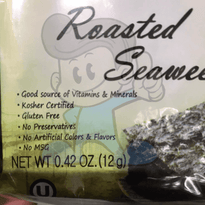 Roasted
Seawee
• Good source of Vitamins & Minerals
• Kosher Certified
• Gluten Free
• No Preservatives
• No Artificial Colors & Flavors
• No MSG
NET WT 0.42 OZ. (12 g)
U